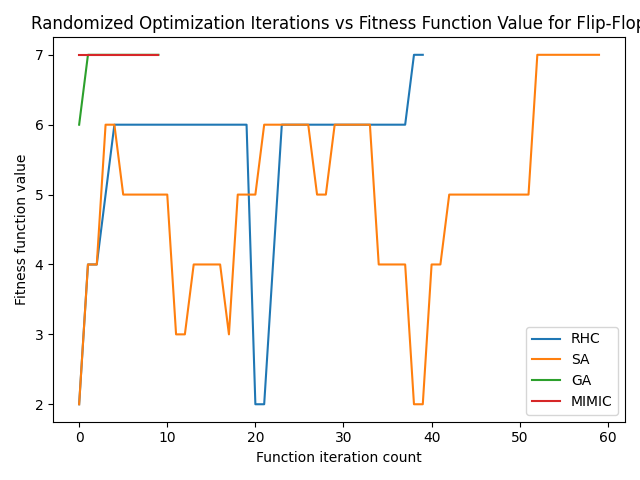 Randomized Optimization Iterations vs Fitness Function Value for Flip-Flop
Fitness function value
7
6
5
4
3
2
0 10 20 30 40 50 60
Function iteration count
RHC
SA
GA
MIMIC